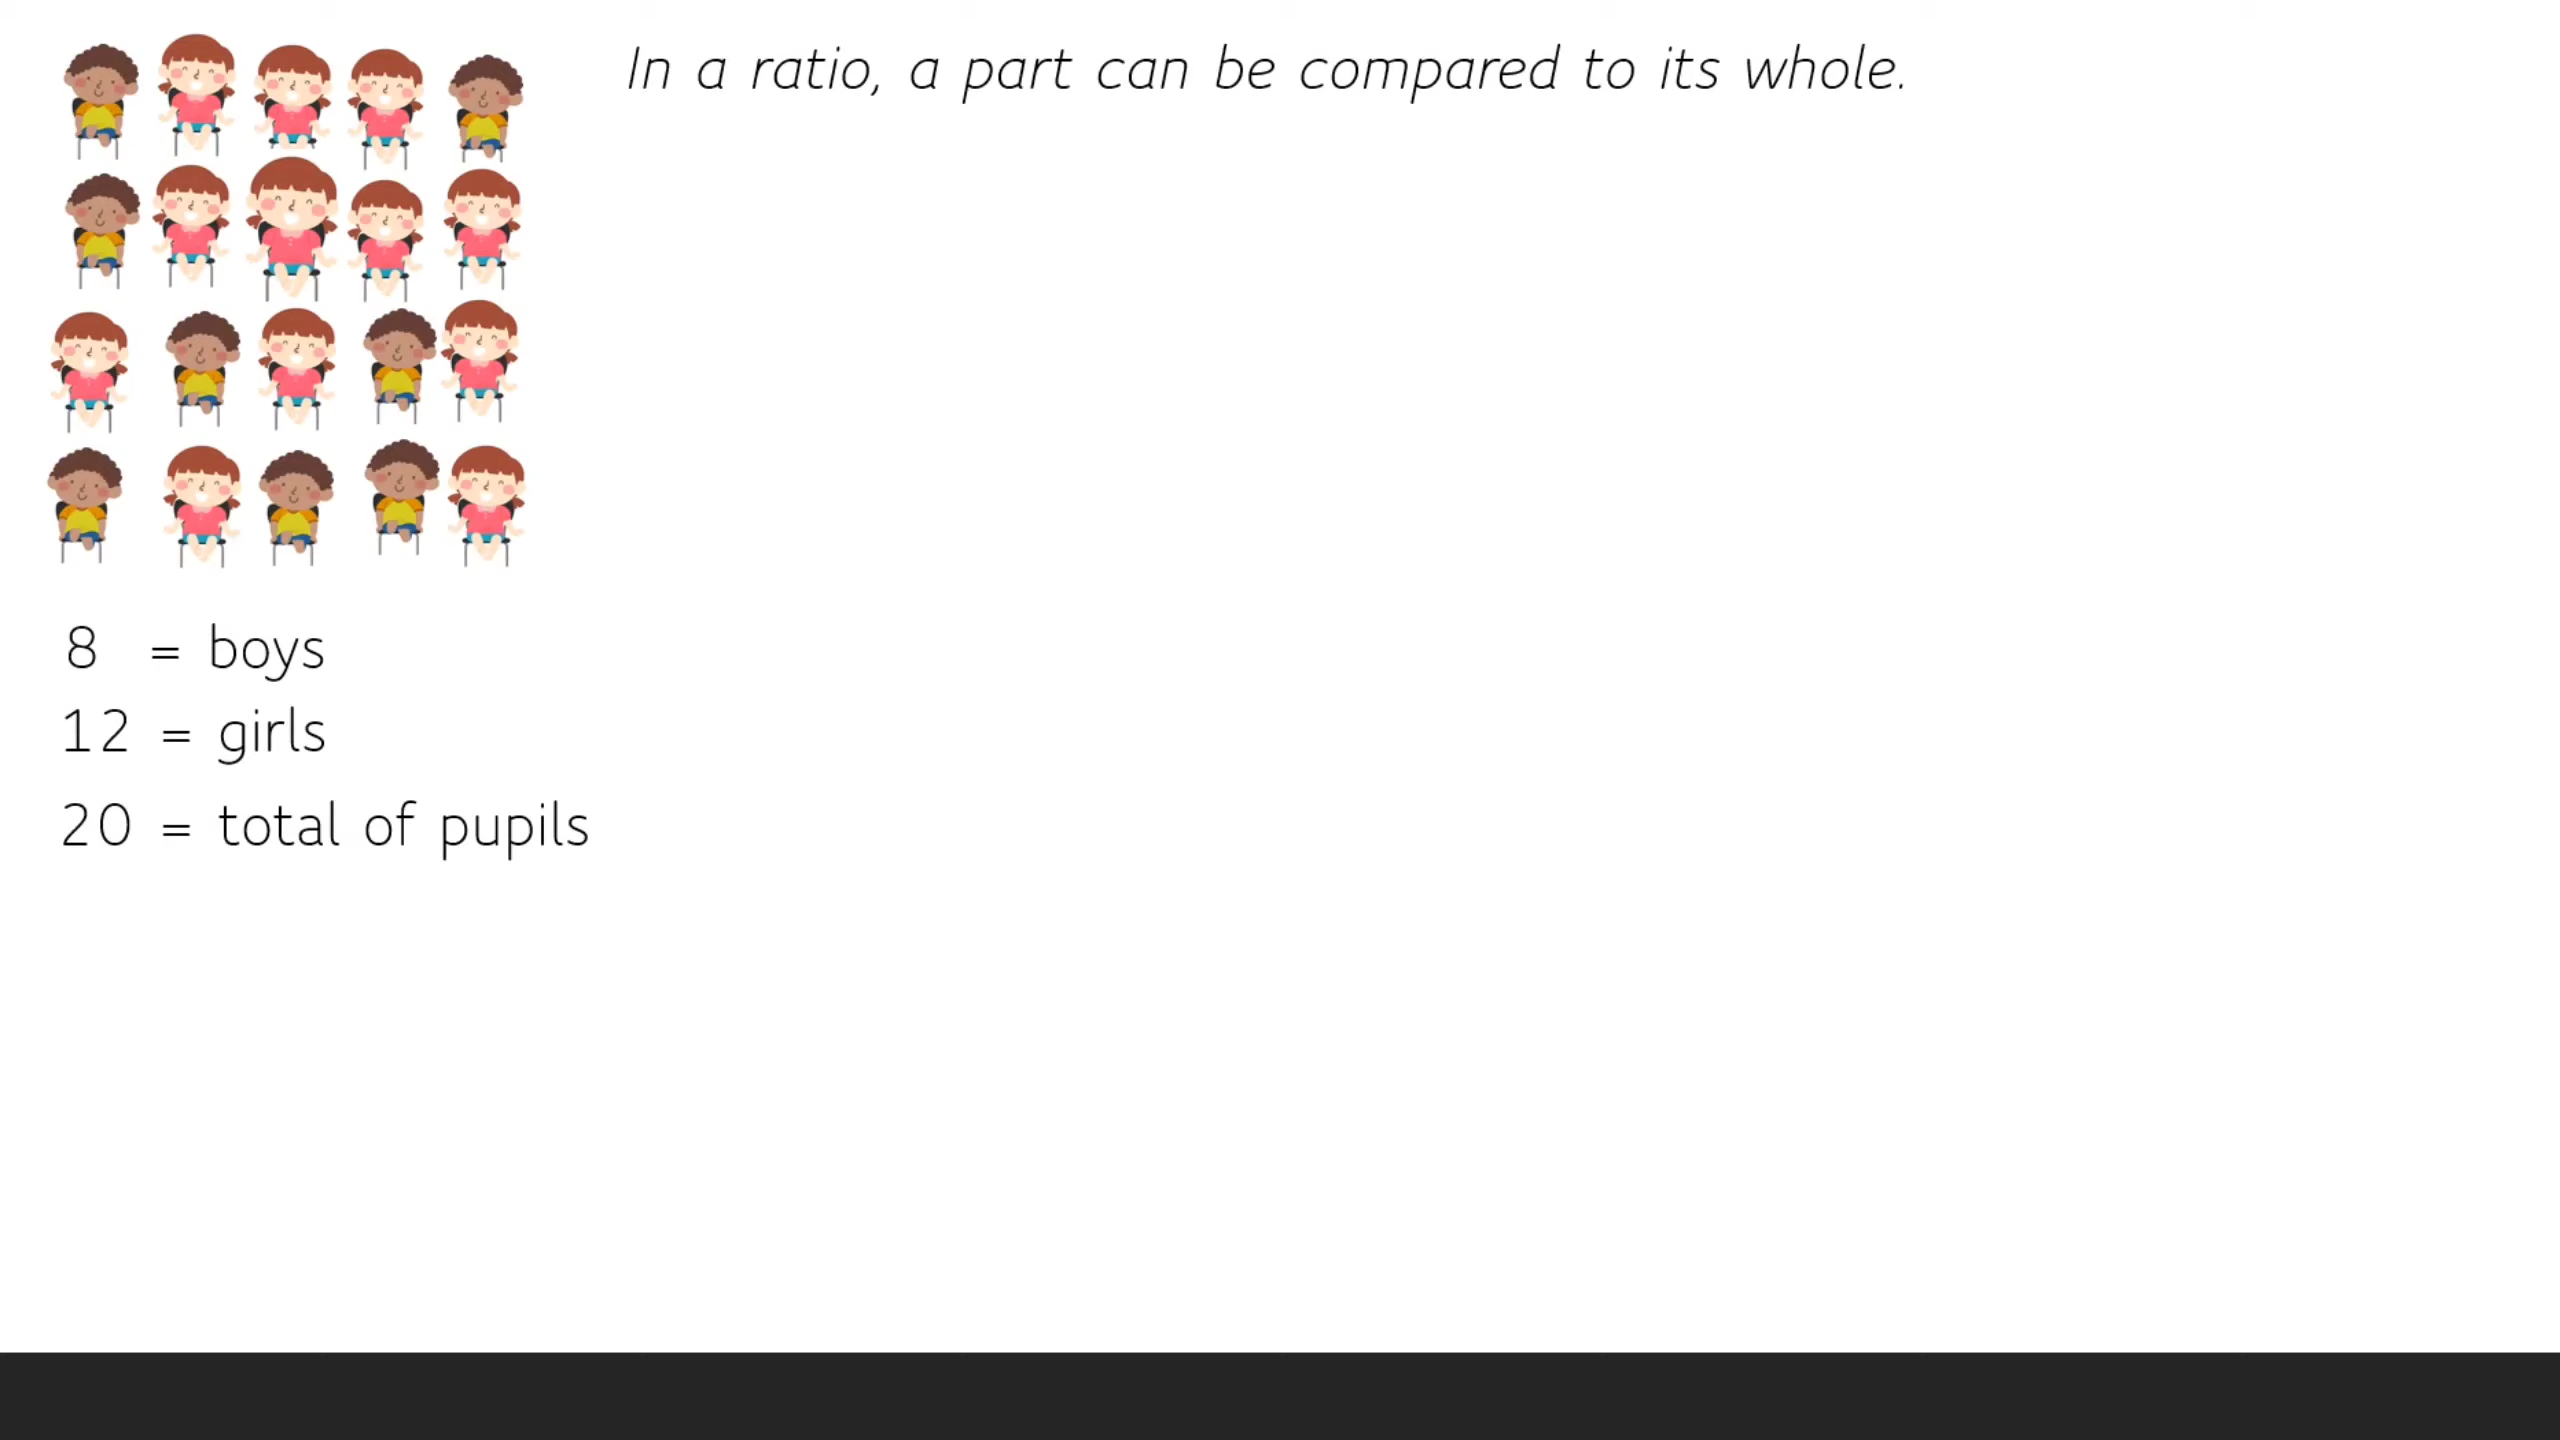 In a ratio, a part can be compared to its whole.
8 = boys
12 = girls
20 = total of pupils